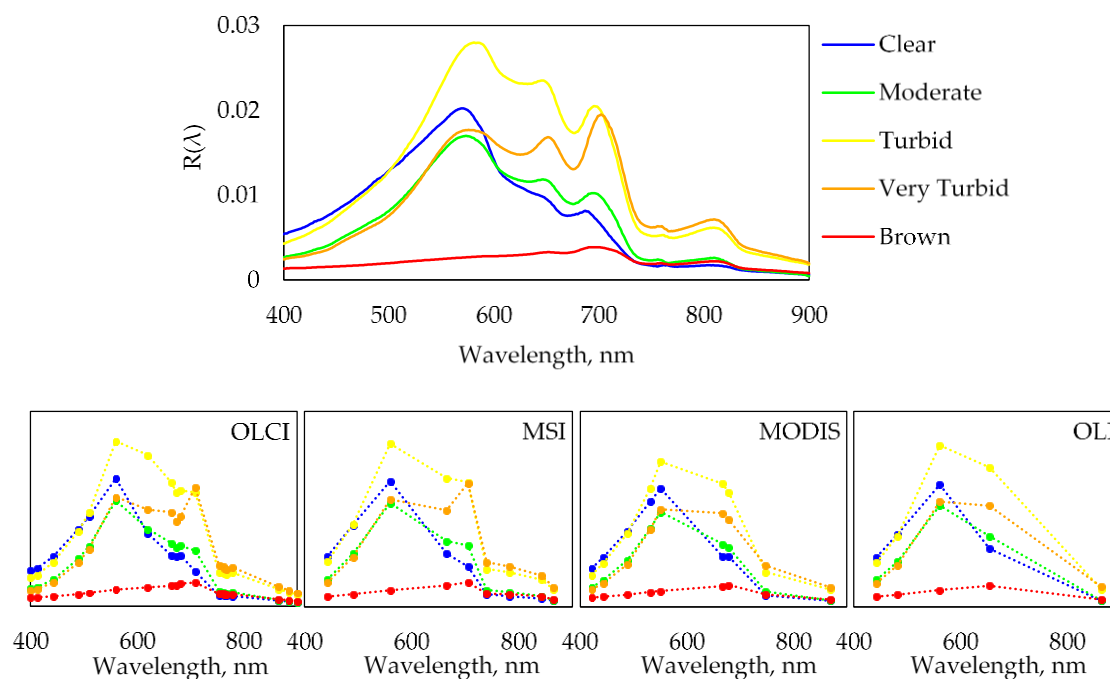 0.03
0.02
0.01
0
R(λ)
400 500 600 700 800 900
Wavelength, nm
Clear
Moderate
Turbid
Very Turbid
Brown
OLCI MSI MODIS OLI
400 600 800 400 600 800 400 600 800 400 600 800
Wavelength, nm Wavelength, nm Wavelength, nm Wavelength, nm